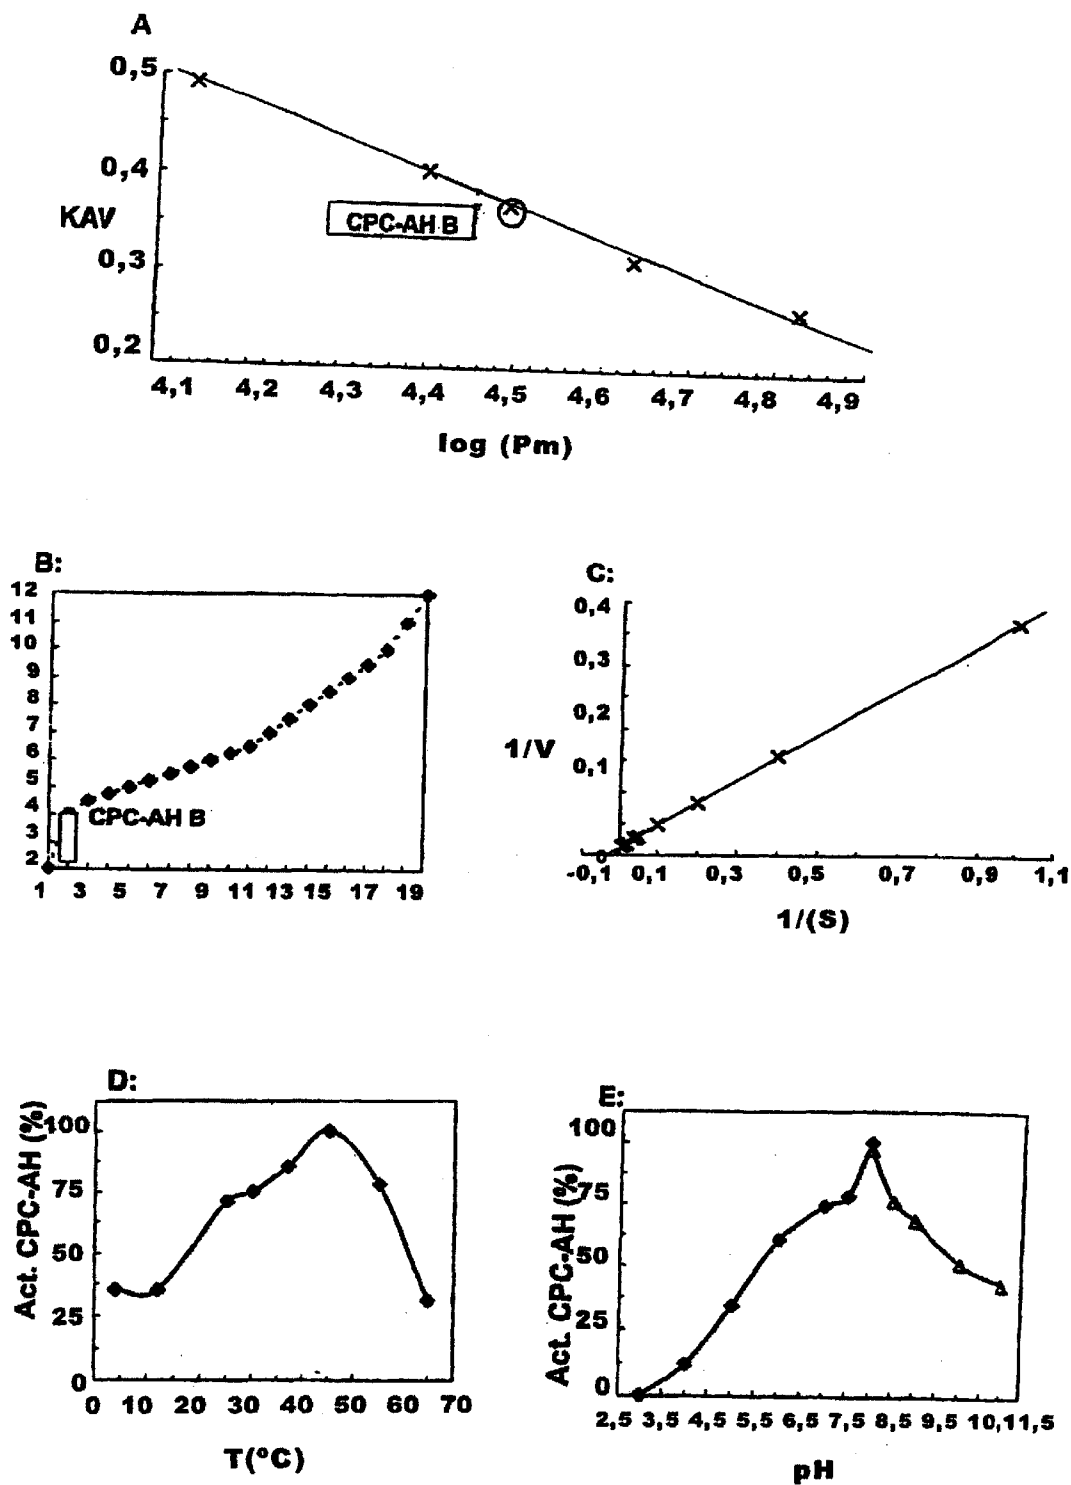 A
0,5
0,4
KAV
CPC-AH B
0,3
0,2
4,1 4,2 4,3 4,4 4,5 4,6 4,7 4,8 4,9
log (Pm)
B:
12
11
10
9
8
7
6
5
4
CPC-AH B
3
2
1 3 5 7 9 11 13 15 17 19
C:
0,4
0,3
0,2
1/V
0,1
0
-0,1 0,1 0,3 0,5 0,7 0,9 1,1
1/(S)
D:
Act. CPC-AH (%)
100
75
50
25
0
0 10 20 30 40 50 60 70
T(ºC)
E:
Act. CPC-AH (%)
100
75
50
25
0
2,5 3,5 4,5 5,5 6,5 7,5 8,5 9,5 10,11,5
pH